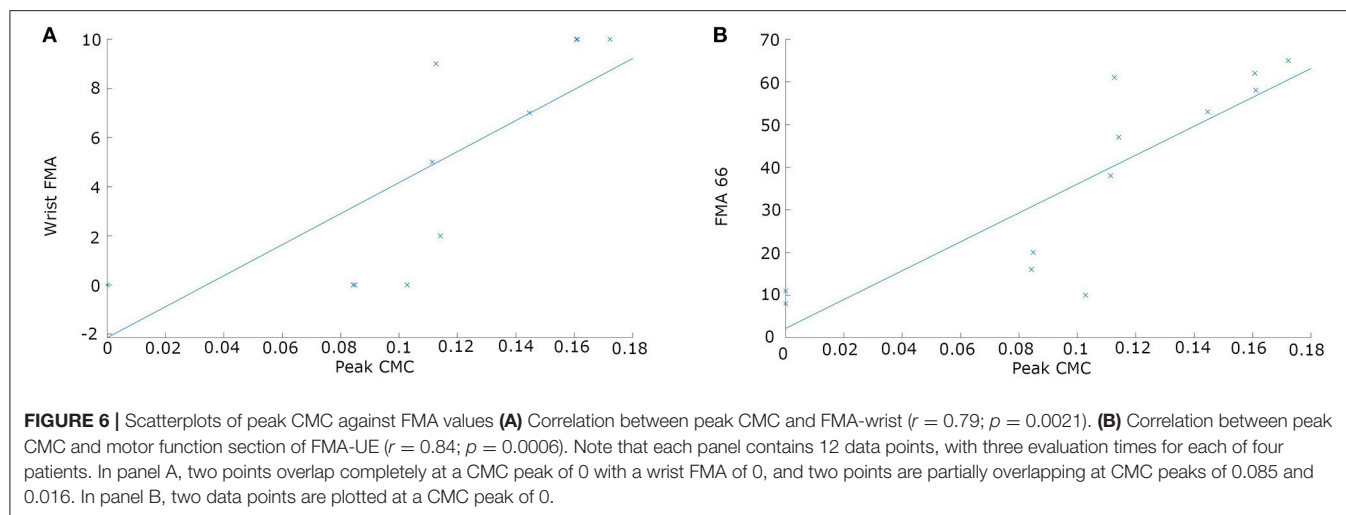 A
10
8
6
4
2
0
-2
Wrist FMA
0 0.02 0.04 0.06 0.08 0.1 0.12 0.14 0.16 0.18
Peak CMC
B
70
60
50
40
30
20
10
0
FMA 66
0 0.02 0.04 0.06 0.08 0.1 0.12 0.14 0.16 0.18
Peak CMC
FIGURE 6 | Scatterplots of peak CMC against FMA values (A) Correlation between peak CMC and FMA-wrist (r = 0.79; p = 0.0021). (B) Correlation between peak
CMC and motor function section of FMA-UE (r = 0.84; p = 0.0006). Note that each panel contains 12 data points, with three evaluation times for each of four
patients. In panel A, two points overlap completely at a CMC peak of 0 with a wrist FMA of 0, and two points are partially overlapping at CMC peaks of 0.085 and
0.016. In panel B, two data points are plotted at a CMC peak of 0.